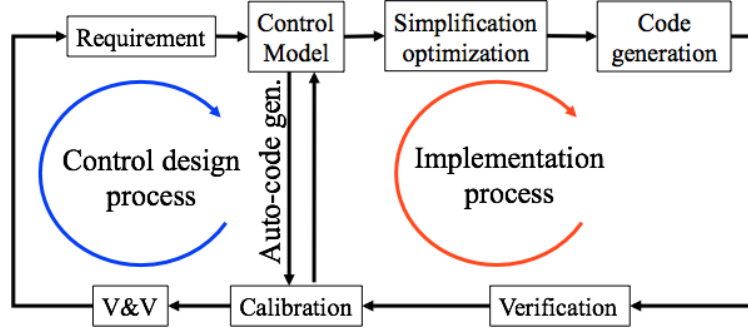 Requirement
Control
Model
Simplification
optimization
Code
generation
Control design
process
Auto-code gen.
Implementation
process
V&V
Calibration
Verification